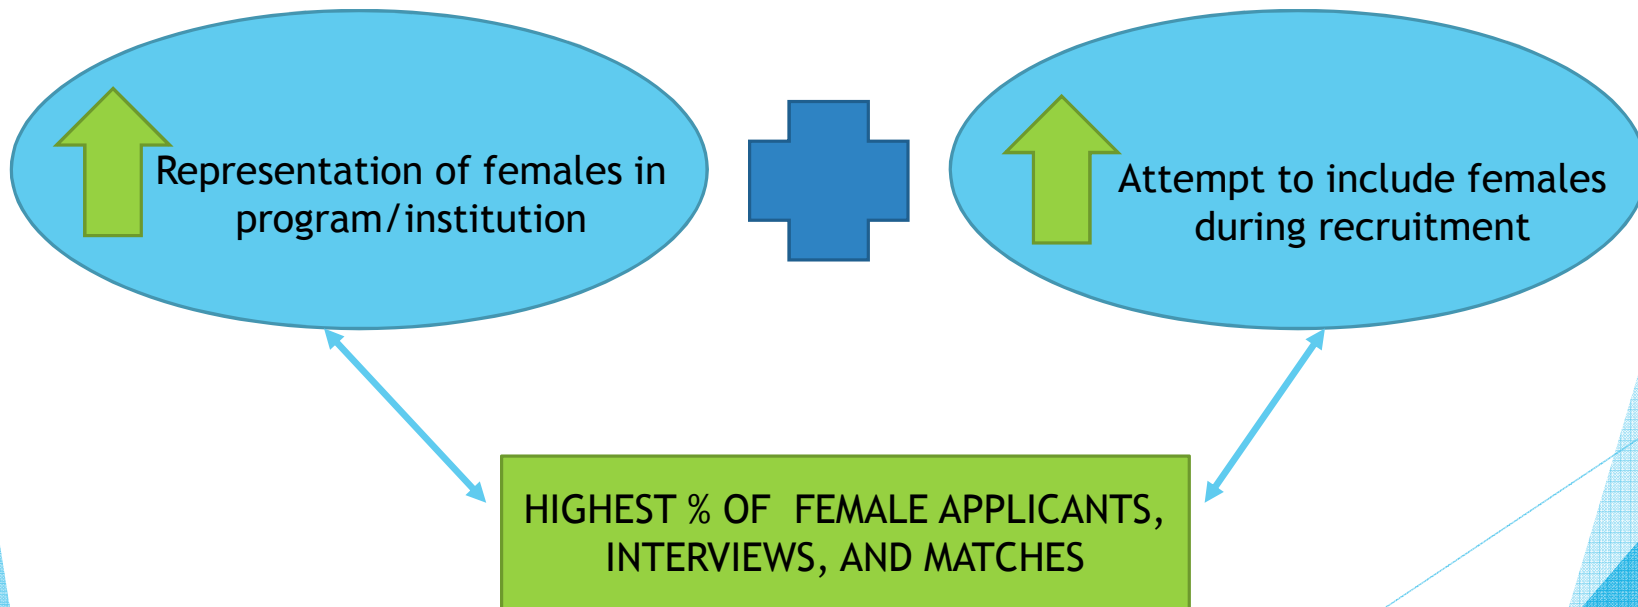 Representation of females in
program/institution
Attempt to include females
during recruitment
HIGHEST % OF FEMALE APPLICANTS,
INTERVIEWS, AND MATCHES